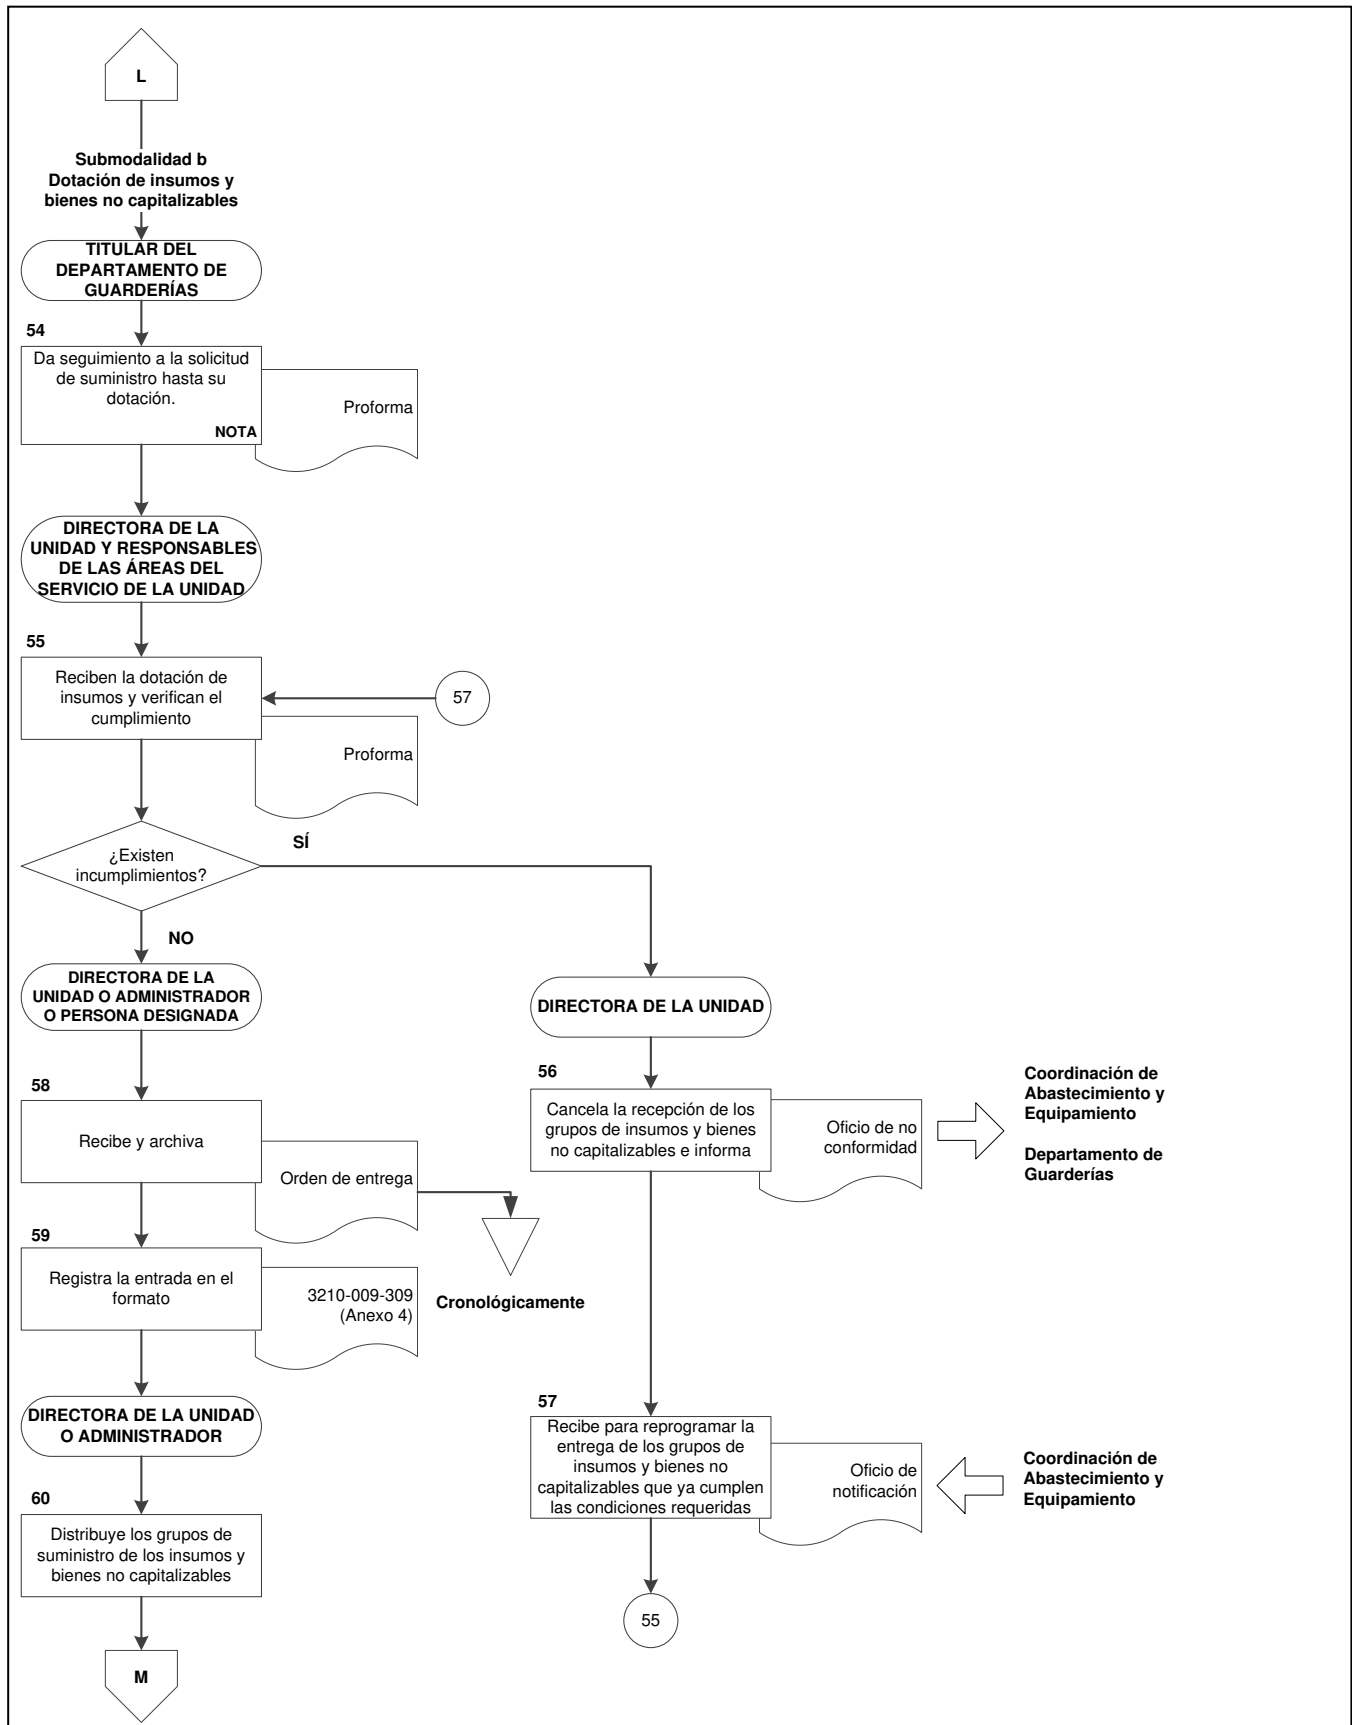 L
Submodalidad b
Dotación de insumos y
bienes no capitalizables
TITULAR DEL
DEPARTAMENTO DE
GUARDERÍAS
54
Da seguimiento a la solicitud
de suministro hasta su
dotación.
NOTA
Proforma
DIRECTORA DE LA
UNIDAD Y RESPONSABLES
DE LAS ÁREAS DEL
SERVICIO DE LA UNIDAD
55
Reciben la dotación de
insumos y verifican el
cumplimiento
57
Proforma
¿Existen
incumplimientos?
SÍ
NO
DIRECTORA DE LA
UNIDAD O ADMINISTRADOR
O PERSONA DESIGNADA
58
Recibe y archiva
Orden de entrega
Cronológicamente
59
Registra la entrada en el
formato
3210-009-309
(Anexo 4)
DIRECTORA DE LA UNIDAD
O ADMINISTRADOR
60
Distribuye los grupos de
suministro de los insumos y
bienes no capitalizables
M
DIRECTORA DE LA UNIDAD
56
Cancela la recepción de los
grupos de insumos y bienes
no capitalizables e informa
Oficio de no
conformidad
Coordinación de
Abastecimiento y
Equipamiento
Departamento de
Guarderías
57
Recibe para reprogramar la
entrega de los grupos de
insumos y bienes no
capitalizables que ya cumplen
las condiciones requeridas
Oficio de
notificación
Coordinación de
Abastecimiento y
Equipamiento
55